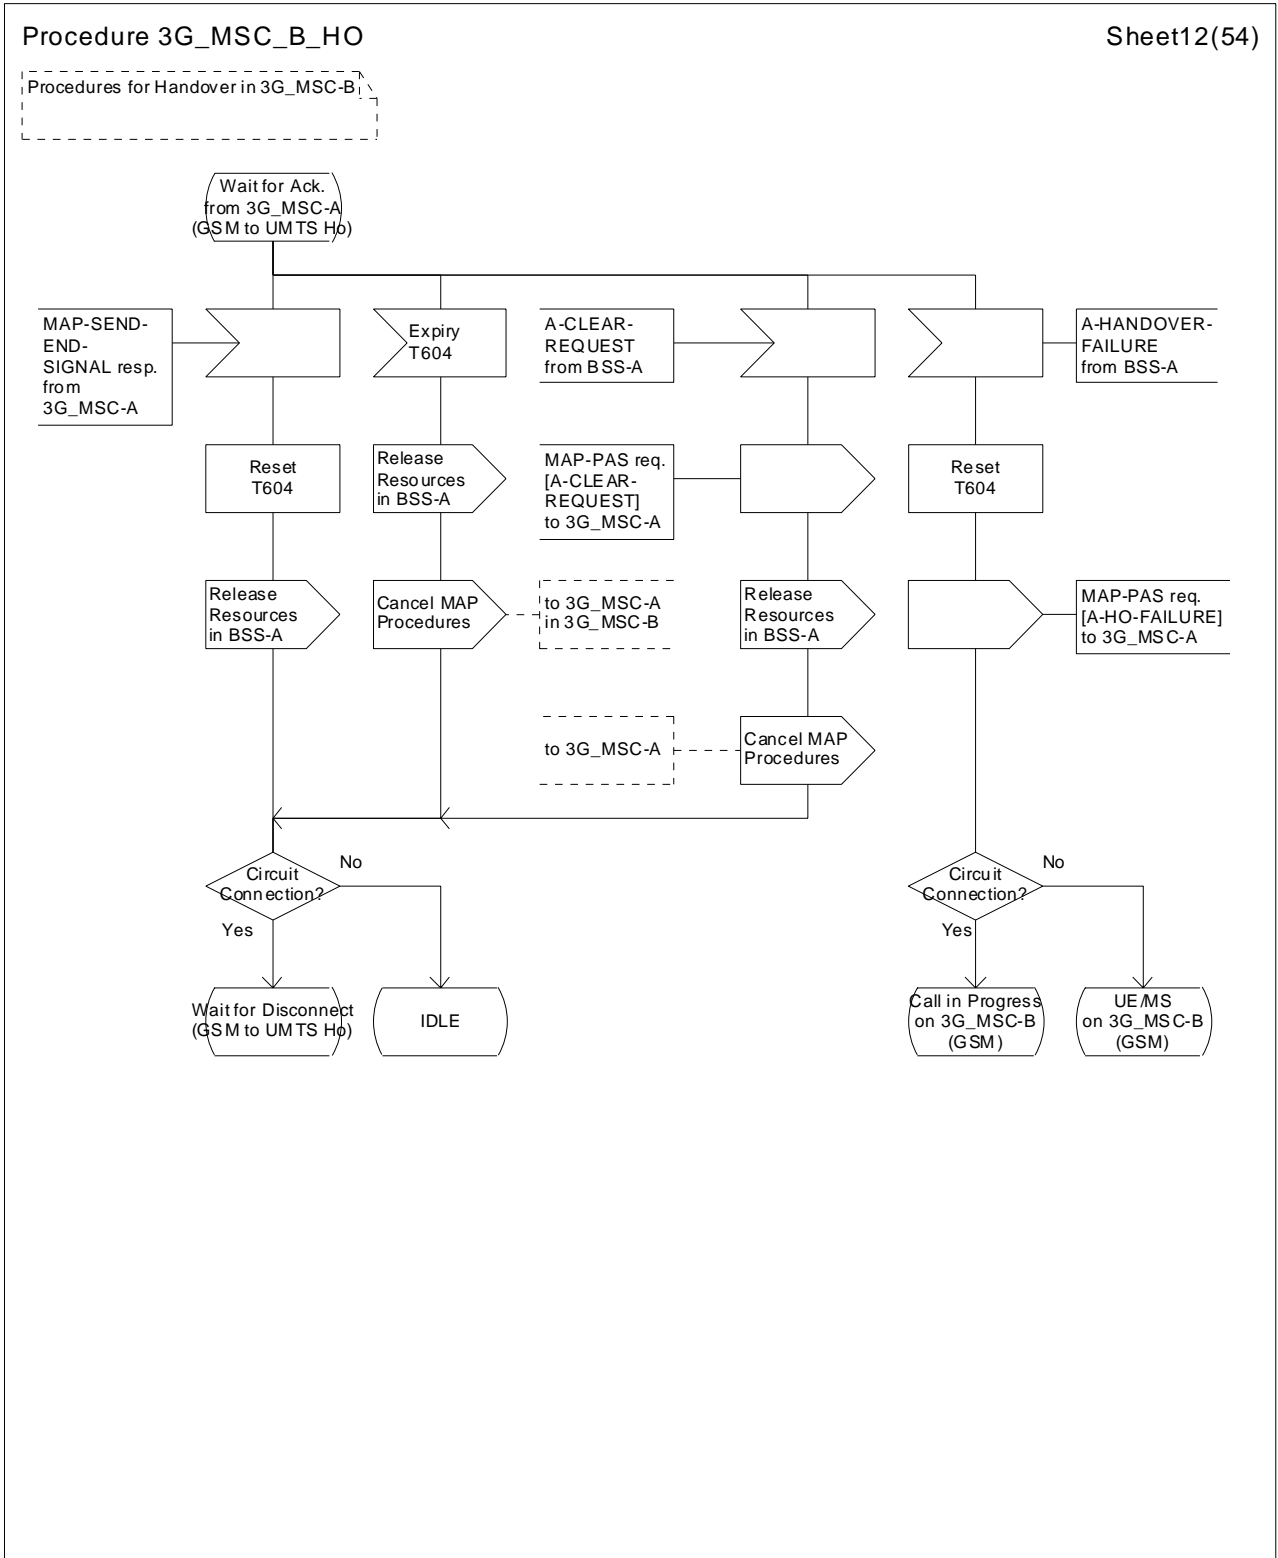 Procedure 3G_MSC_B_HO
Sheet12(54)
Procedures for Handover in 3G_MSC-B
Wait for Ack.
from 3G_MSC-A
(GSM to UMTS Ho)
MAP-SEND-
END-
SIGNAL resp.
from
3G_MSC-A
Expiry
T604
A-CLEAR-
REQUEST
from BSS-A
A-HANDOVER-
FAILURE
from BSS-A
Reset
T604
Release
Resources
in BSS-A
MAP-PAS req.
[A-CLEAR-
REQUEST]
to 3G_MSC-A
Reset
T604
Release
Resources
in BSS-A
Cancel MAP
Procedures
to 3G_MSC-A
in 3G_MSC-B
Release
Resources
in BSS-A
MAP-PAS req.
[A-HO-FAILURE]
to 3G_MSC-A
to 3G_MSC-A
Cancel MAP
Procedures
Circuit
Connection?
No
Yes
Circuit
Connection?
No
Yes
Wait for Disconnect
(GSM to UMTS Ho)
IDLE
Call in Progress
on 3G_MSC-B
(GSM)
UE/MS
on 3G_MSC-B
(GSM)